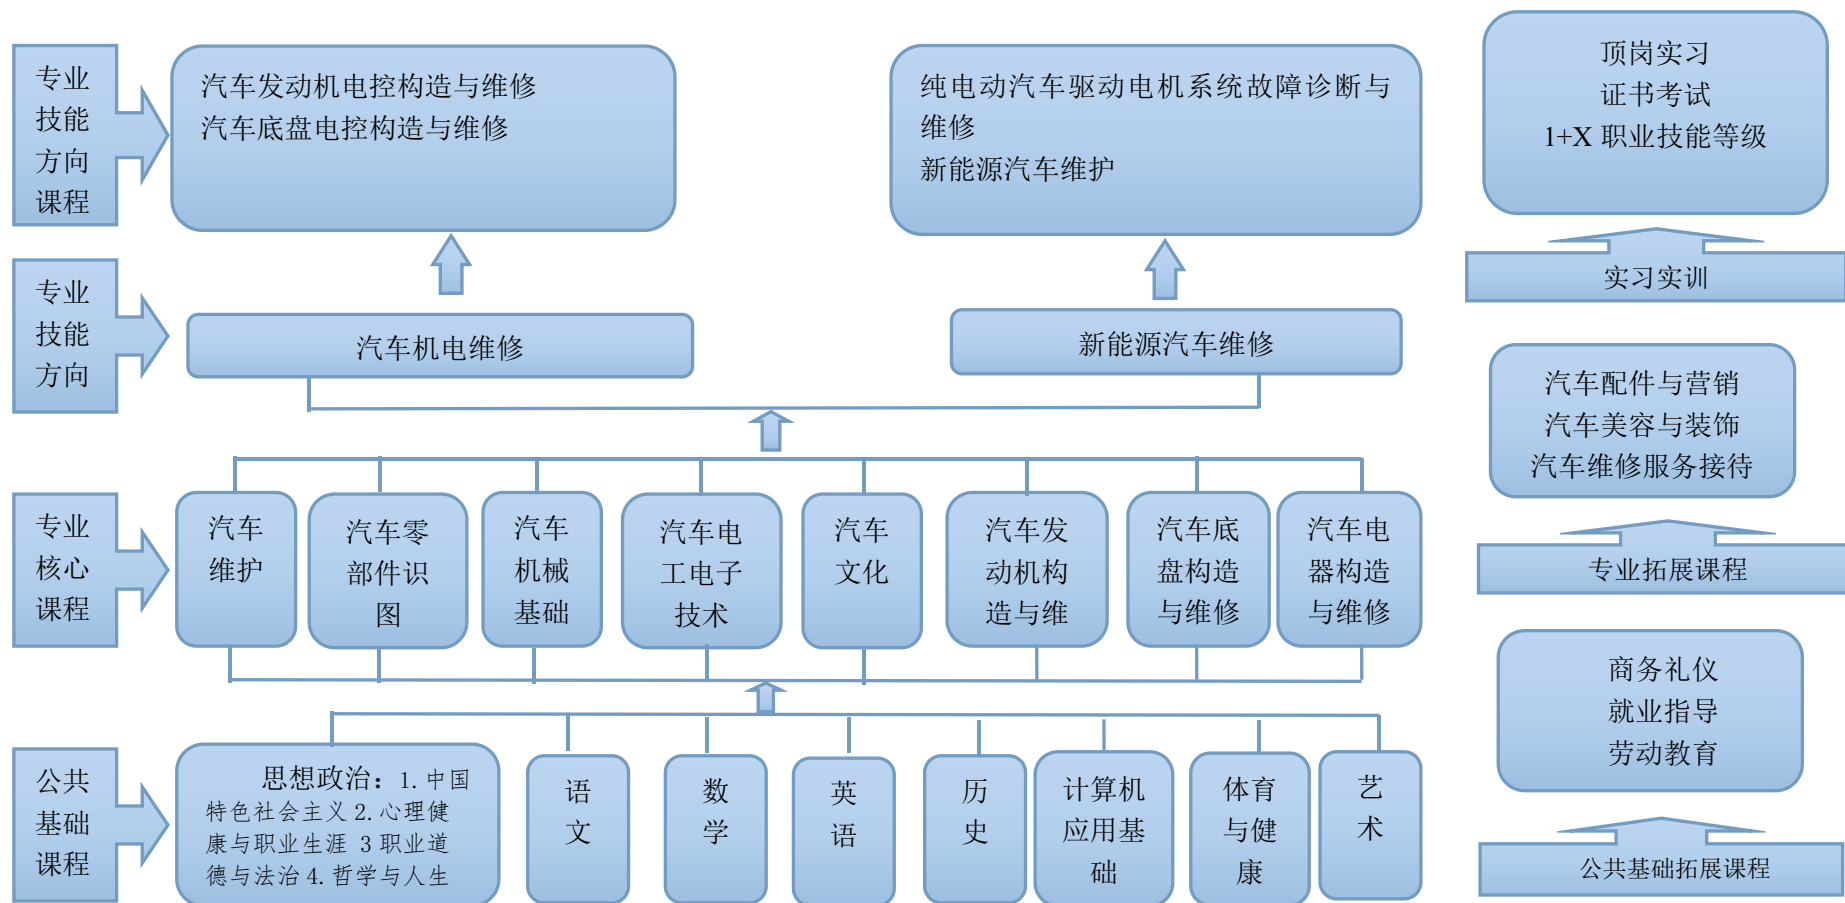 专业
技能
方向
课程
汽车发动机电控构造与维修
汽车底盘电控构造与维修
纯电动汽车驱动电机系统故障诊断与
维修
新能源汽车维护
顶岗实习
证书考试
1+X 职业技能等级
实习实训
专业
技能
方向
汽车机电维修
新能源汽车维修
汽车配件与营销
汽车美容与装饰
汽车维修服务接待
专业拓展课程
专业
核心
课程
汽车
维护
汽车零
部件识
图
汽车
机械
基础
汽车电
工电子
技术
汽车
文化
汽车发
动机构
造与维
汽车底
盘构造
与维修
汽车电
器构造
与维修
商务礼仪
就业指导
劳动教育
公共基础拓展课程
公共
基础
课程
思想政治：1.中国
特色社会主义 2.心理健
康与职业生涯 3 职业道
德与法治 4.哲学与人生
语
文
数
学
英
语
历
史
计算机
应用基
础
体育
与健
康
艺
术